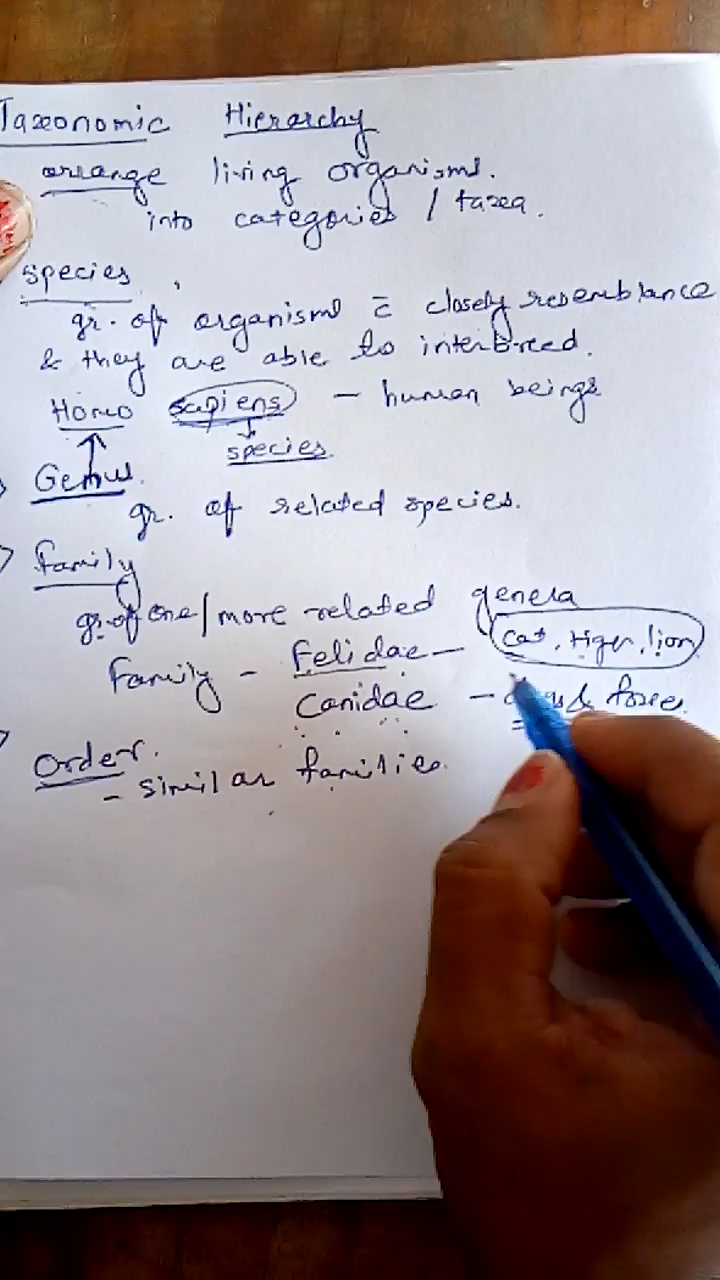 Taxonomic Hierarchy
arrange living organisms.
into categories / taxa.
Species
gr. of organisms c̄ closely resemblance
& they are able to interbreed.
Homo sapiens – human beings
species
Genus
gr. of related species.
family
gr. of one/more related genera
Family – Felidae – cat, tiger, lion
Canidae – & foxes
Order.
– similar families.